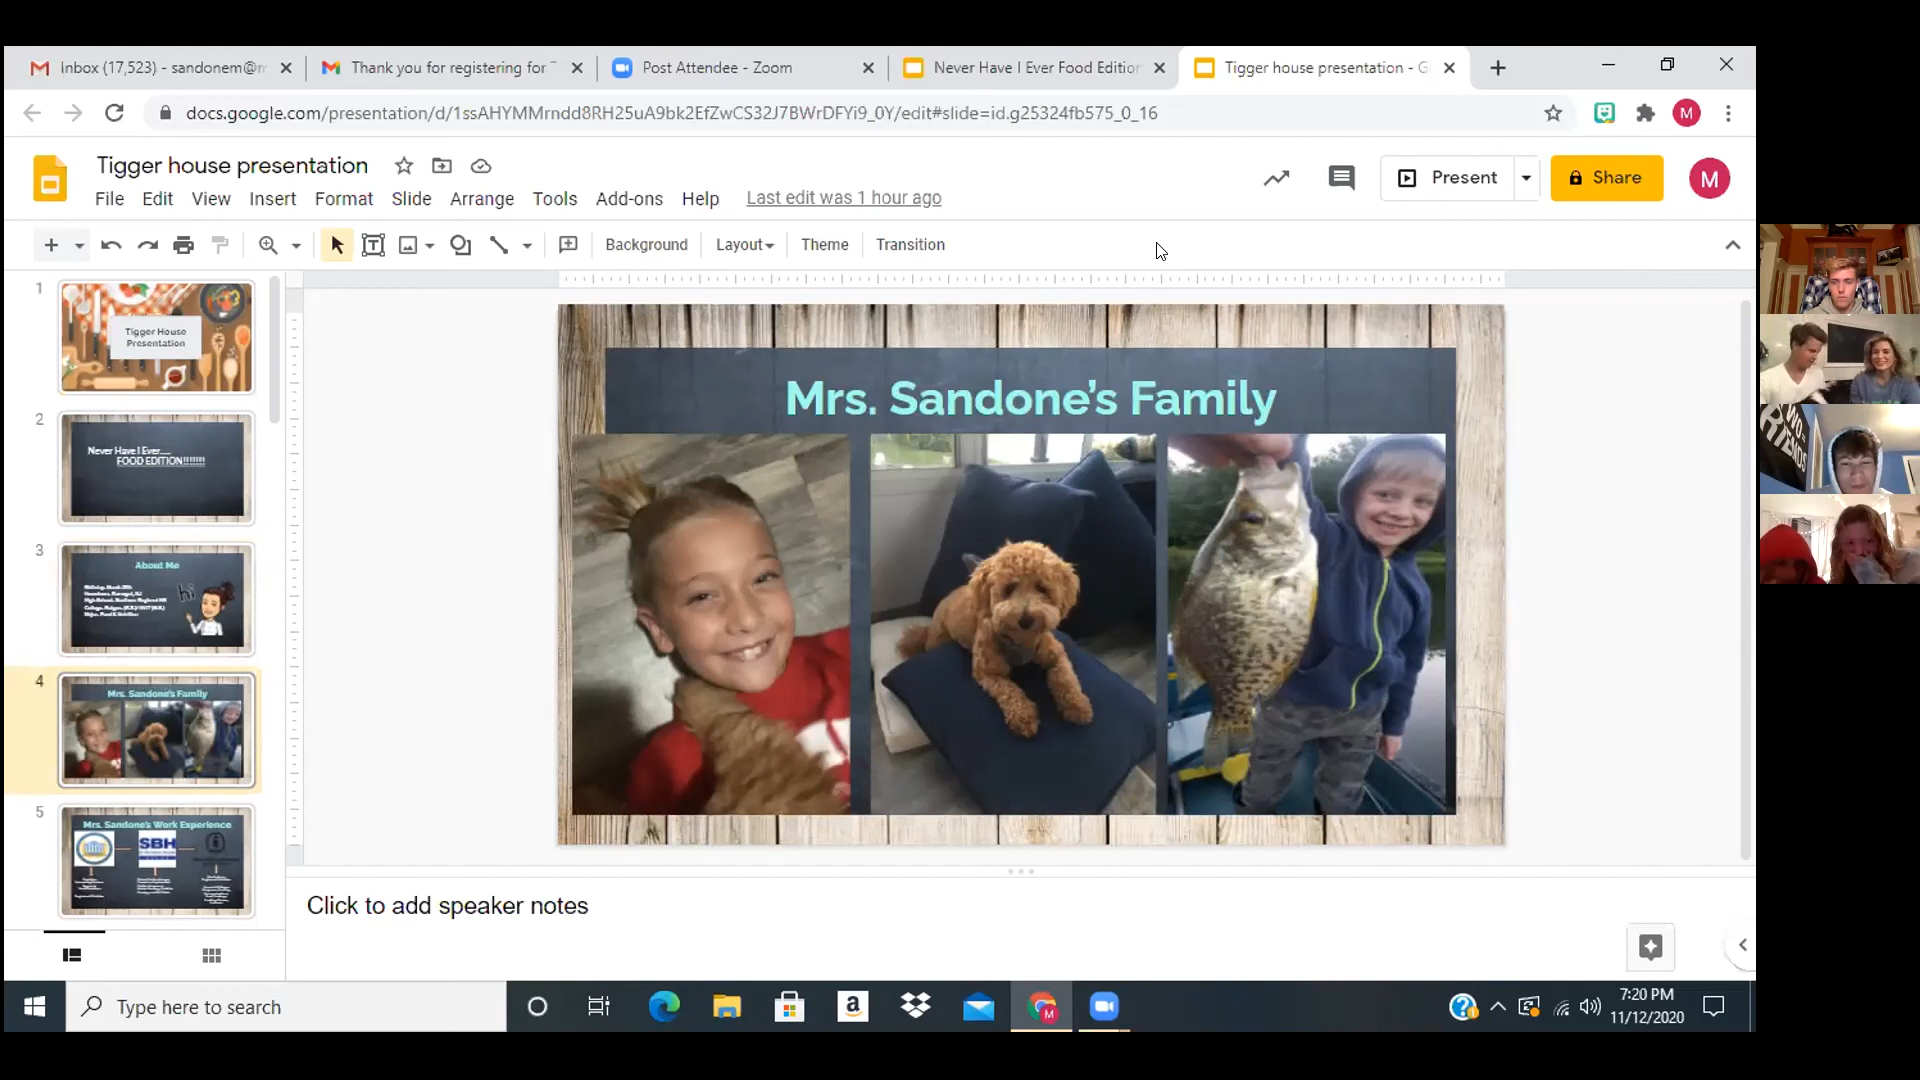 Inbox (17,523) - sandonem@m
Thank you for registering for
Post Attendee - Zoom
Never Have I Ever Food Edition
Tigger house presentation - G
docs.google.com/presentation/d/1ssAHYMMrndd8RH25uA9bk2EfZwCS32J7BWrDFYi9_0Y/edit#slide=id.g25324fb575_0_16
M
Tigger house presentation
Present
Share
M
File Edit View Insert Format Slide Arrange Tools Add-ons Help Last edit was 1 hour ago
Background Layout Theme Transition
1
Tigger House
Presentation
2
Never Have I Ever.....
FOOD EDITION!!!!!!!
3
About Me
hi
4
Mrs. Sandone's Family
5
Mrs. Sandone's Work Experience
SBH
Mrs. Sandone's Family
WO..
FRIENDS
Click to add speaker notes
Type here to search
a
M
7:20 PM
11/12/2020